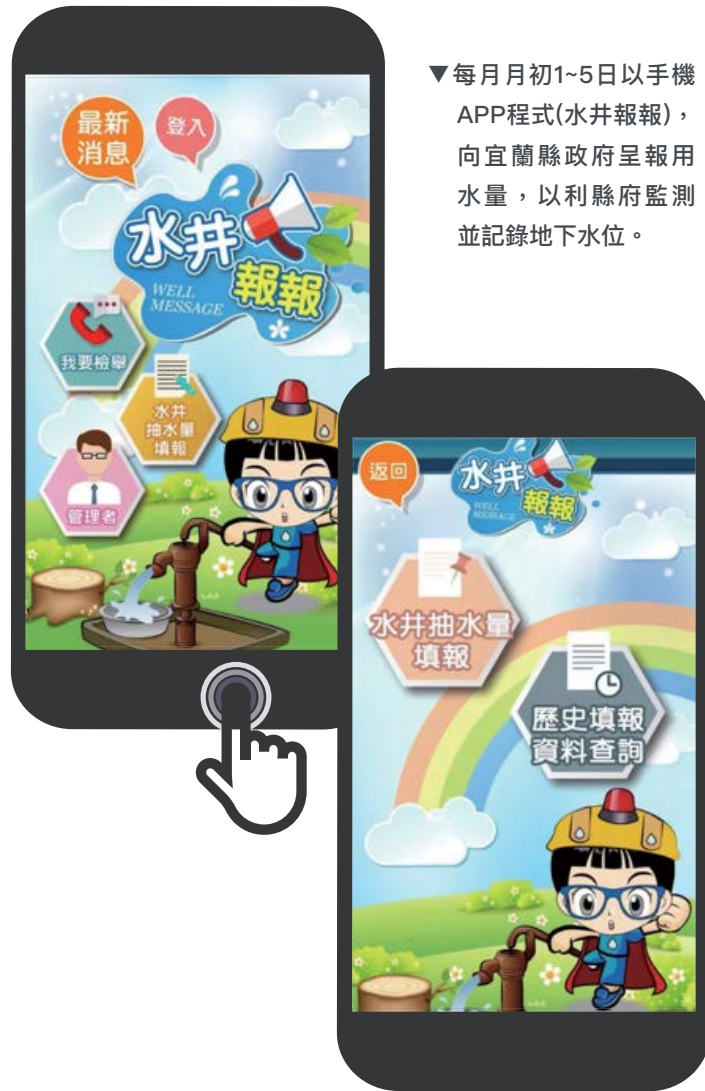 ▼每月月初1~5日以手機
APP程式(水井報報)，
向宜蘭縣政府呈報用
水量，以利縣府監測
並記錄地下水位。
最新
消息
登入
水井
報報
WELL
MESSAGE
我要檢舉
水井
抽水量
填報
管理者
返回
水井
報報
WELL
MESSAGE
水井抽水量
填報
歷史填報
資料查詢